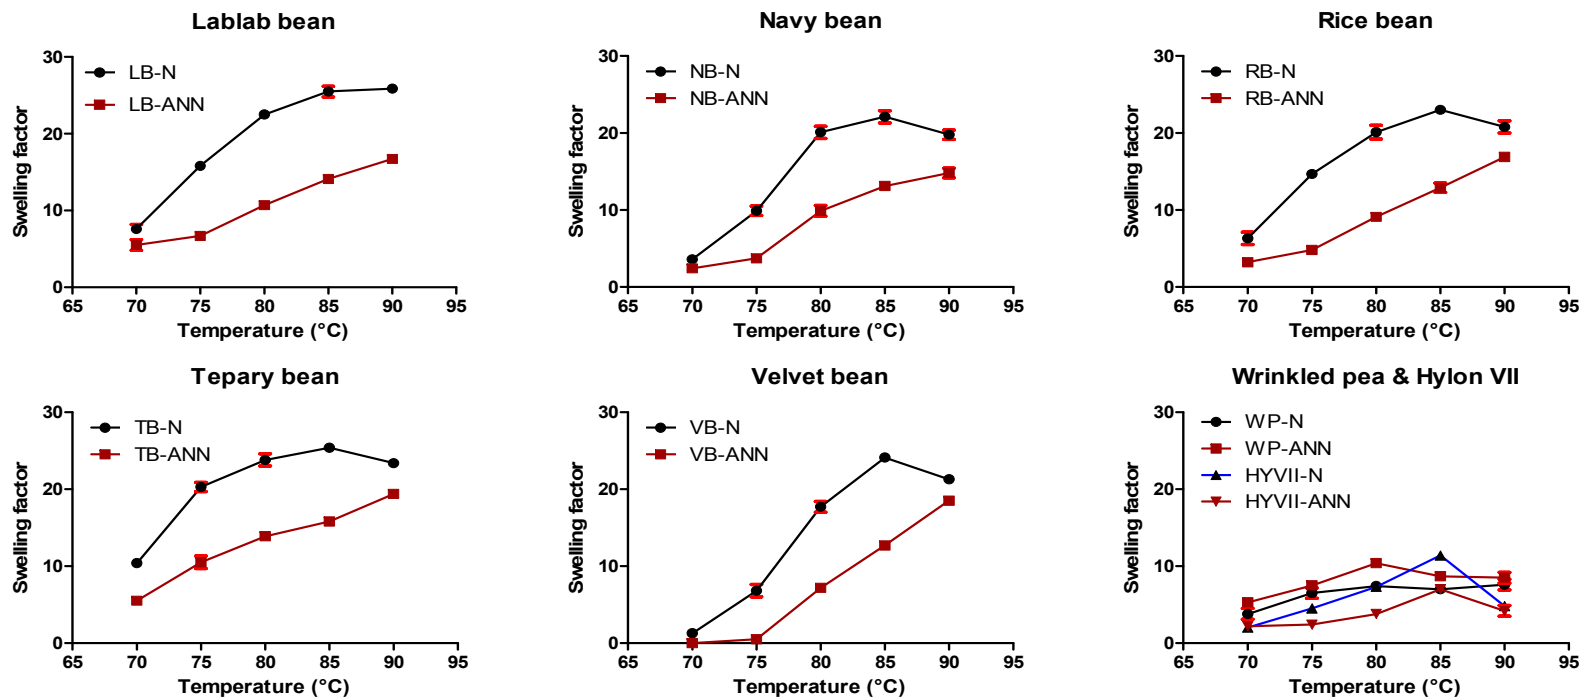 Lablab bean
30
20
10
0
Swelling factor
LB-N
LB-ANN
65 70 75 80 85 90 95
Temperature (°C)
Navy bean
30
20
10
0
Swelling factor
NB-N
NB-ANN
65 70 75 80 85 90 95
Temperature (°C)
Rice bean
30
20
10
0
Swelling factor
RB-N
RB-ANN
65 70 75 80 85 90 95
Temperature (°C)
Tepary bean
30
20
10
0
Swelling factor
TB-N
TB-ANN
65 70 75 80 85 90 95
Temperature (°C)
Velvet bean
30
20
10
0
Swelling factor
VB-N
VB-ANN
65 70 75 80 85 90 95
Temperature (°C)
Wrinkled pea & Hylon VII
30
20
10
0
Swelling factor
WP-N
WP-ANN
HYVII-N
HYVII-ANN
65 70 75 80 85 90 95
Temperature (°C)